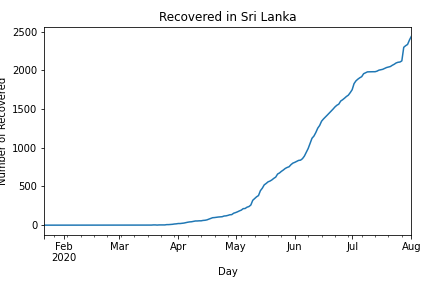 Recovered in Sri Lanka
Number of Recovered
2500
2000
1500
1000
500
0
Feb Mar Apr May Jun Jul Aug
2020
Day